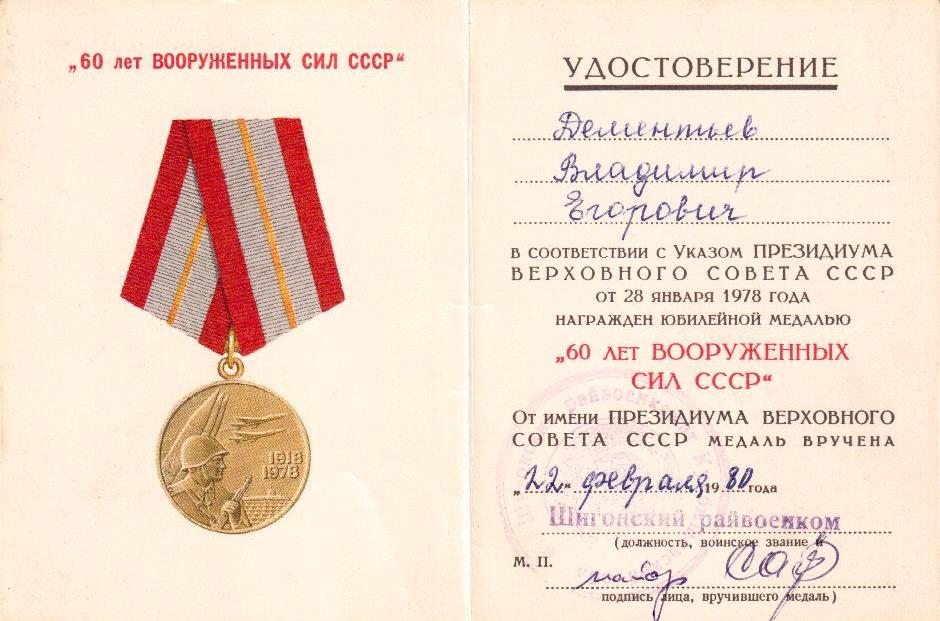 „60 лет ВООРУЖЕННЫХ СИЛ СССР“
1918
1978
УДОСТОВЕРЕНИЕ
Дементьев
Владимир
Егорович
В СООТВЕТСТВИИ С УКАЗОМ ПРЕЗИДИУМА
ВЕРХОВНОГО СОВЕТА СССР
ОТ 28 ЯНВАРЯ 1978 ГОДА
НАГРАЖДЕН ЮБИЛЕЙНОЙ МЕДАЛЬЮ
„60 ЛЕТ ВООРУЖЕННЫХ
СИЛ СССР“
ОТ ИМЕНИ ПРЕЗИДИУМА ВЕРХОВНОГО
СОВЕТА СССР МЕДАЛЬ ВРУЧЕНА
„22“ февраля 1980 года
Шигонский райвоенком
(должность, воинское звание и
М. П.
майор
подпись лица, вручившего медаль)